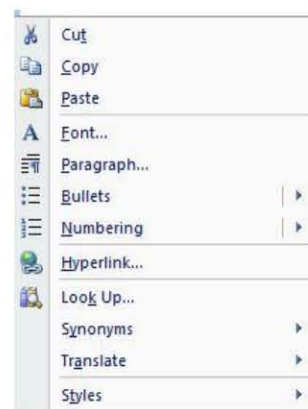 Cut
Copy
Paste
Font...
Paragraph...
Bullets
Numbering
Hyperlink...
Look Up...
Synonyms
Translate
Styles